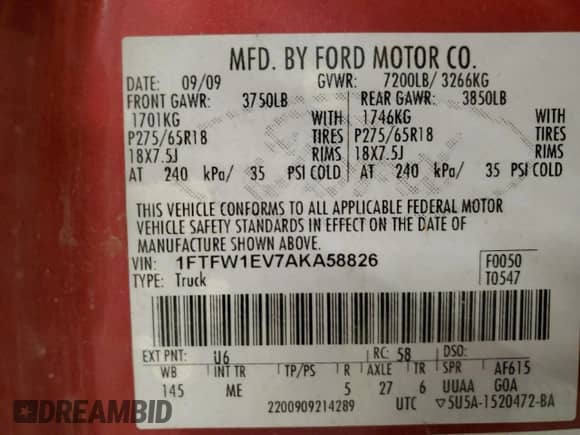 MFD. BY FORD MOTOR CO.
DATE: 09/09 GVWR: 7200LB/ 3266KG
FRONT GAWR: 3750LB REAR GAWR: 3850LB
1701KG WITH 1746KG WITH
P275/65R18 TIRES P275/65R18 TIRES
18X7.5J RIMS 18X7.5J RIMS
AT 240 kPa/ 35 PSI COLD AT 240 kPa/ 35 PSI COLD
THIS VEHICLE CONFORMS TO ALL APPLICABLE FEDERAL MOTOR
VEHICLE SAFETY STANDARDS IN EFFECT ON THE DATE OF
MANUFACTURE SHOWN ABOVE.
VIN: 1FTFW1EV7AKA58826 F0050
TYPE: Truck T0547
EXT PNT: U6 RC: 58 DSO:
WB INT TR TP/PS R AXLE TR SPR AF615
145 ME 5 27 6 UUAA G0A
2200909214289 UTC ▽5U5A-1520472-BA
DREAMBID